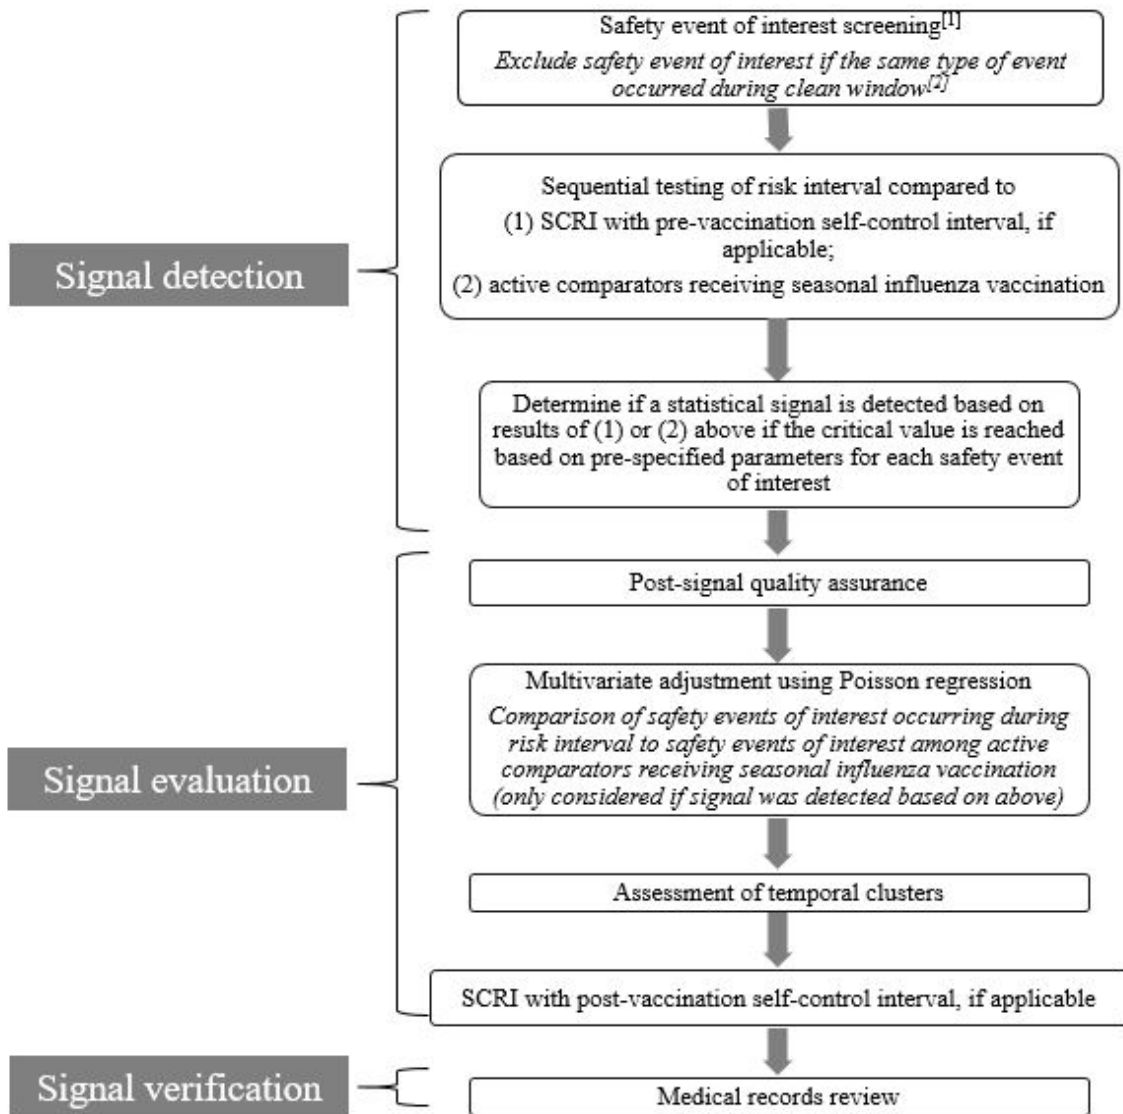 Safety event of interest screening[1]
Exclude safety event of interest if the same type of event
occurred during clean window[2]
Sequential testing of risk interval compared to
(1) SCRI with pre-vaccination self-control interval, if
applicable;
(2) active comparators receiving seasonal influenza vaccination
Signal detection
Determine if a statistical signal is detected based on
results of (1) or (2) above if the critical value is reached
based on pre-specified parameters for each safety event
of interest
Post-signal quality assurance
Multivariate adjustment using Poisson regression
Comparison of safety events of interest occurring during
risk interval to safety events of interest among active
comparators receiving seasonal influenza vaccination
(only considered if signal was detected based on above)
Signal evaluation
Assessment of temporal clusters
SCRI with post-vaccination self-control interval, if applicable
Signal verification
Medical records review